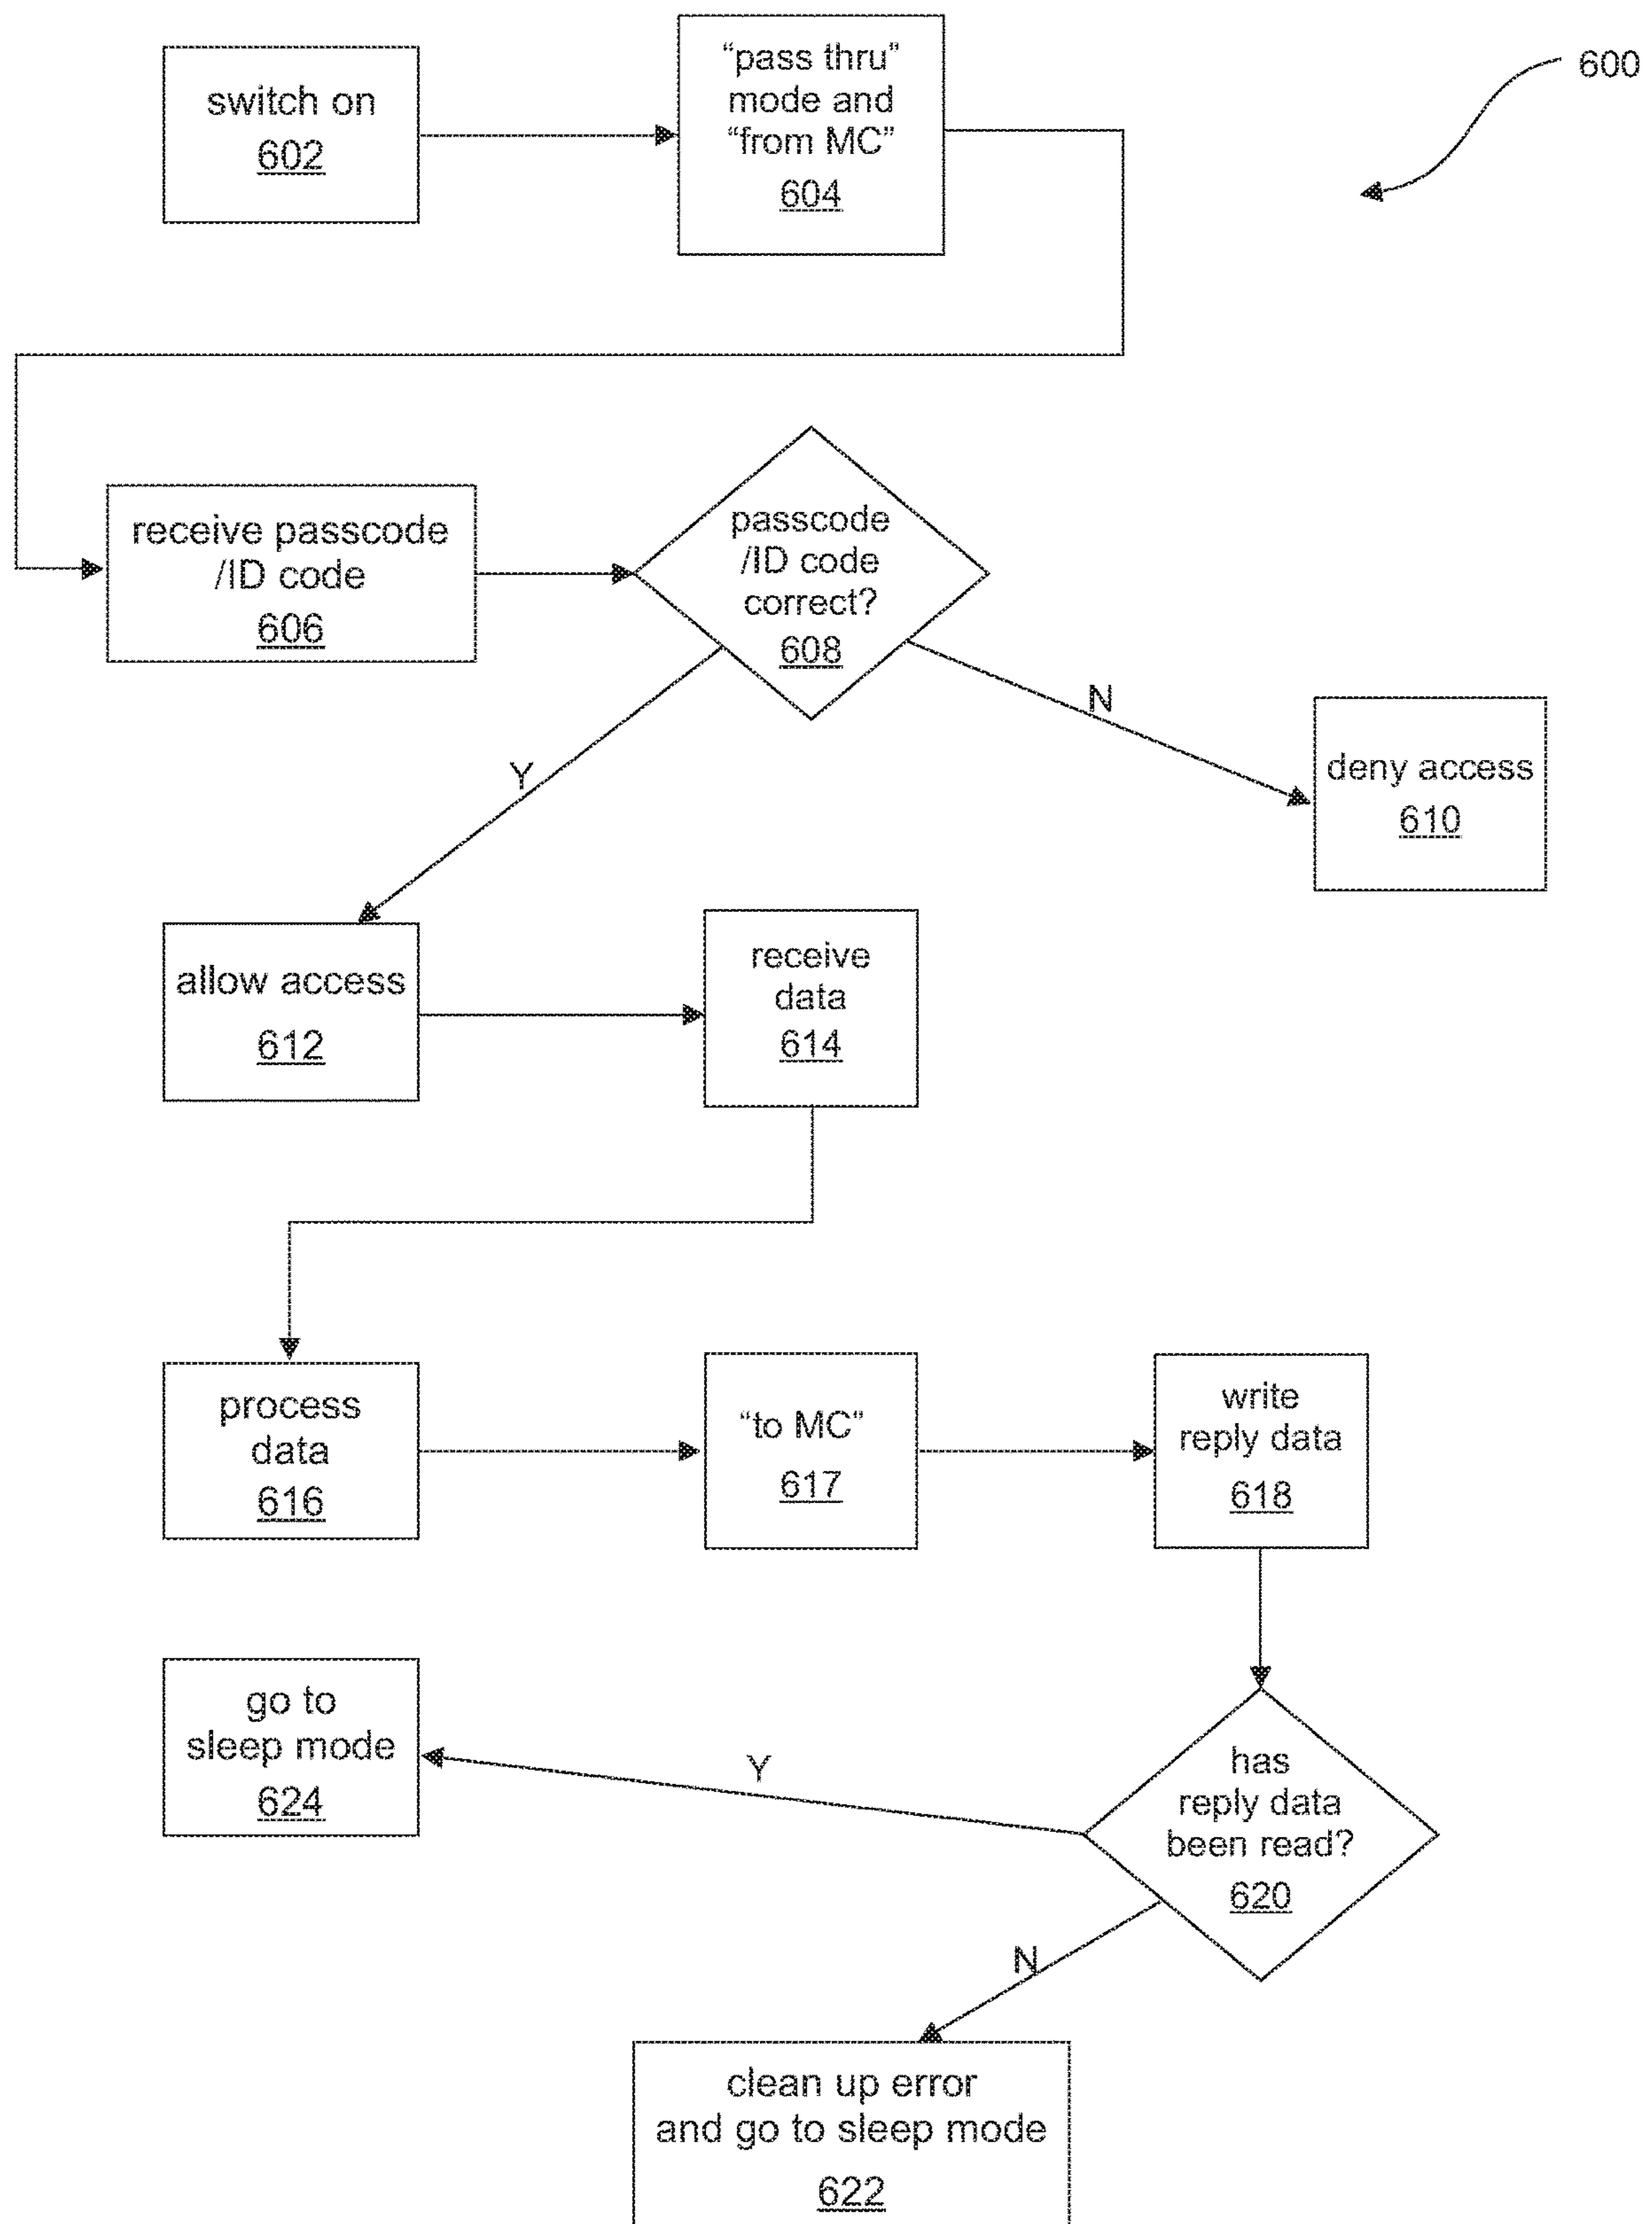 switch on
602
“pass thru”
mode and
“from MC”
604
600
receive passcode
/ID code
606
passcode
/ID code
correct?
608
N
Y
deny access
610
allow access
612
receive
data
614
process
data
616
“to MC”
617
write
reply data
618
go to
sleep mode
624
Y
has
reply data
been read?
620
N
clean up error
and go to sleep mode
622